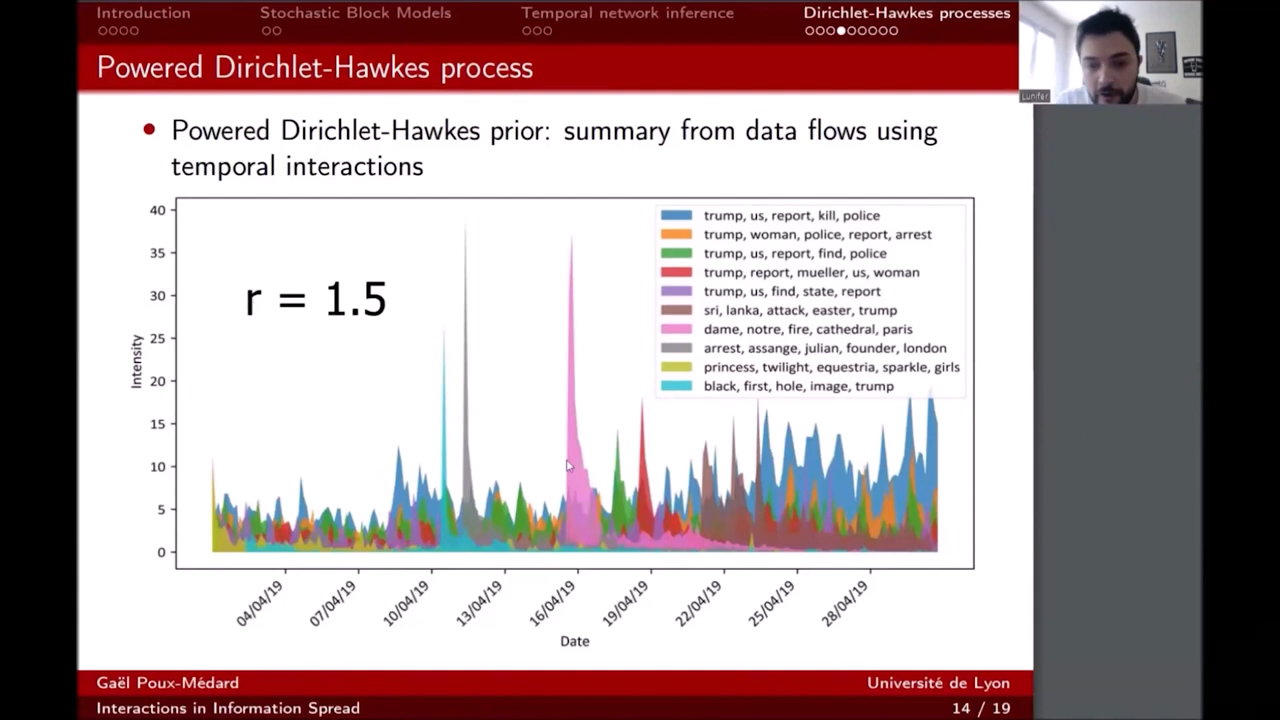 Introduction
Stochastic Block Models
Temporal network inference
Dirichlet-Hawkes processes
Powered Dirichlet-Hawkes process
Lunifer
Powered Dirichlet-Hawkes prior: summary from data flows using
temporal interactions
r = 1.5
Intensity
40
35
30
25
20
15
10
5
0
trump, us, report, kill, police
trump, woman, police, report, arrest
trump, us, report, find, police
trump, report, mueller, us, woman
trump, us, find, state, report
sri, lanka, attack, easter, trump
dame, notre, fire, cathedral, paris
arrest, assange, julian, founder, london
princess, twilight, equestria, sparkle, girls
black, first, hole, image, trump
04/04/19
07/04/19
10/04/19
13/04/19
16/04/19
19/04/19
22/04/19
25/04/19
28/04/19
Date
Gaël Poux-Médard
Université de Lyon
Interactions in Information Spread
14 / 19